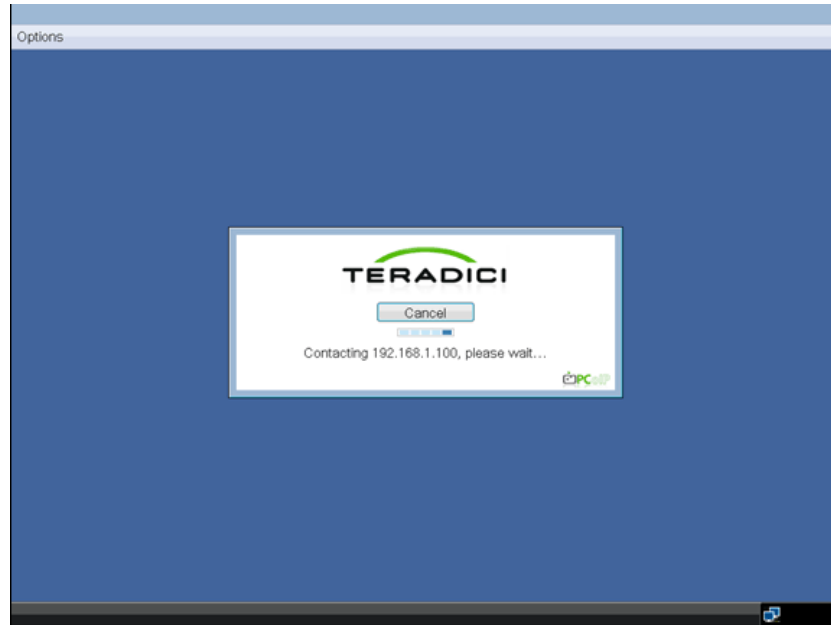 Options
TERADICI
Cancel
Contacting 192.168.1.100, please wait...
PCoIP